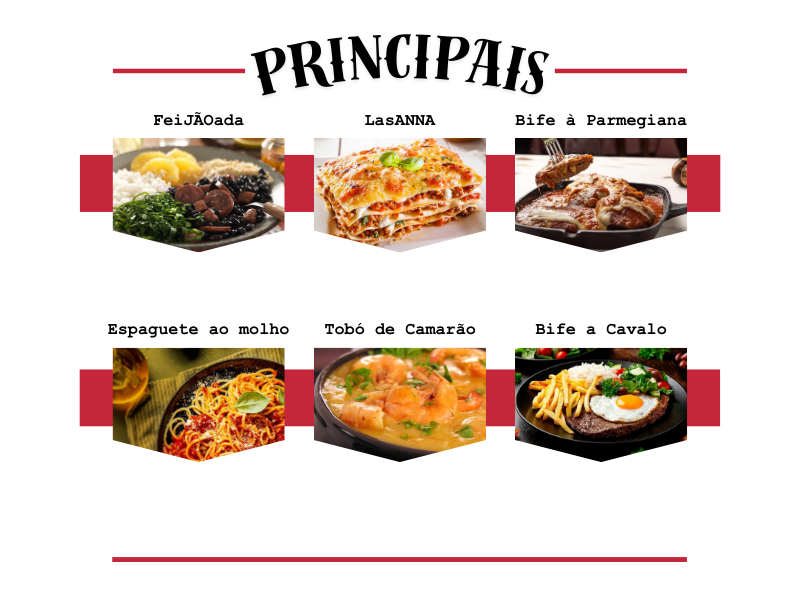 PRINCIPAIS
FeiJÃOada
LasANNA
Bife à Parmegiana
Espaguete ao molho
Tobó de Camarão
Bife a Cavalo